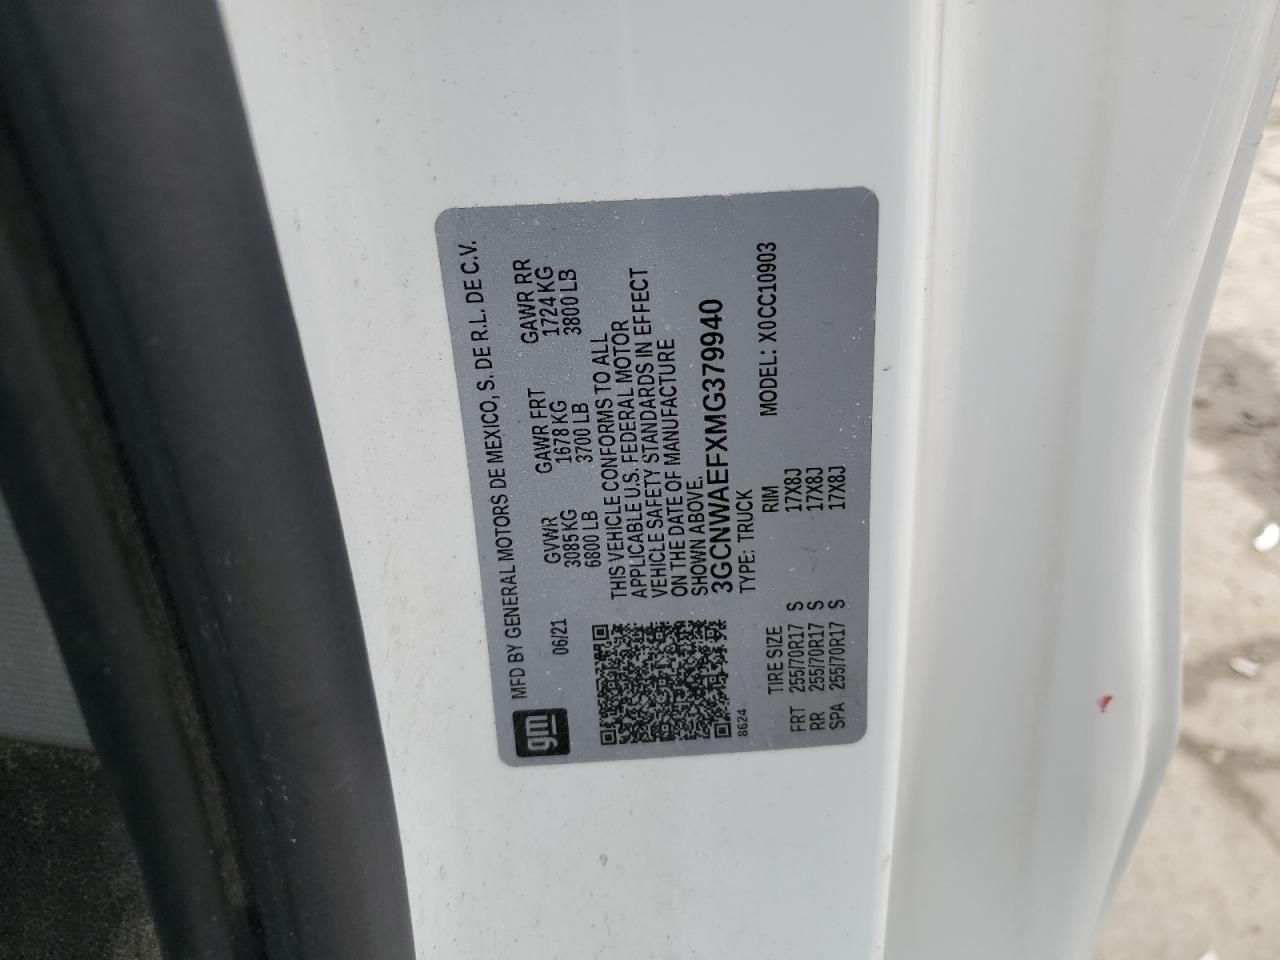 gm MFD BY GENERAL MOTORS DE MEXICO, S. DE R.L. DE C.V.
06/21 GVWR GAWR FRT GAWR RR
3085 KG 1678 KG 1724 KG
6800 LB 3700 LB 3800 LB
THIS VEHICLE CONFORMS TO ALL
APPLICABLE U.S. FEDERAL MOTOR
VEHICLE SAFETY STANDARDS IN EFFECT
ON THE DATE OF MANUFACTURE
SHOWN ABOVE.
3GCNWAEFXMG379940
8624 TYPE: TRUCK MODEL: X0CC10903
TIRE SIZE RIM
FRT 255/70R17 S 17X8J
RR 255/70R17 S 17X8J
SPA 255/70R17 S 17X8J